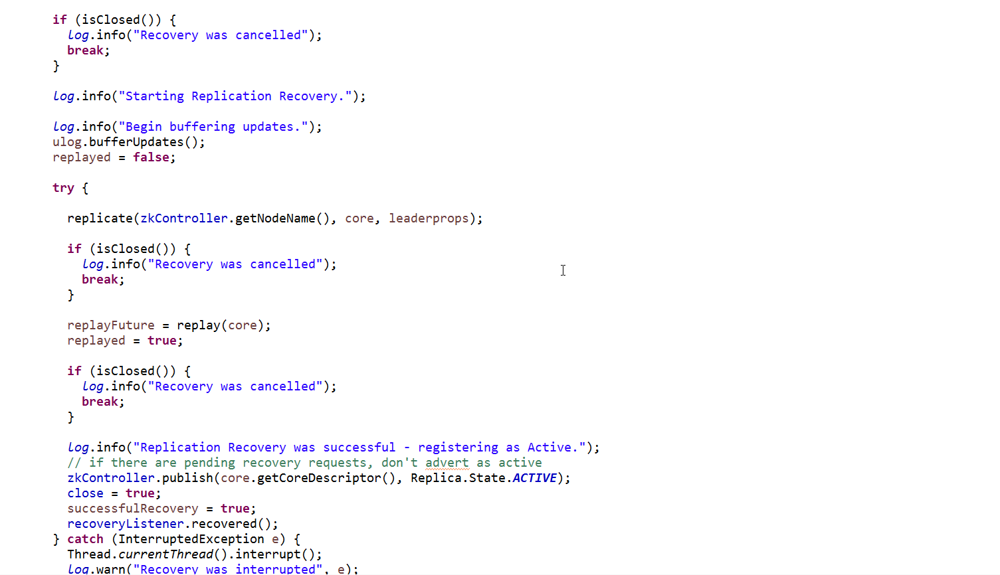 if (isClosed()) {
log.info("Recovery was cancelled");
break;
}
log.info("Starting Replication Recovery.");
log.info("Begin buffering updates.");
ulog.bufferUpdates();
replayed = false;
try {
replicate(zkController.getNodeName(), core, leaderprops);
if (isClosed()) {
log.info("Recovery was cancelled");
break;
}
replayFuture = replay(core);
replayed = true;
if (isClosed()) {
log.info("Recovery was cancelled");
break;
}
log.info("Replication Recovery was successful - registering as Active.");
// if there are pending recovery requests, don't advert as active
zkController.publish(core.getCoreDescriptor(), Replica.State.ACTIVE);
close = true;
successfulRecovery = true;
recoveryListener.recovered();
} catch (InterruptedException e) {
Thread.currentThread().interrupt();
log.warn("Recovery was interrupted", e);